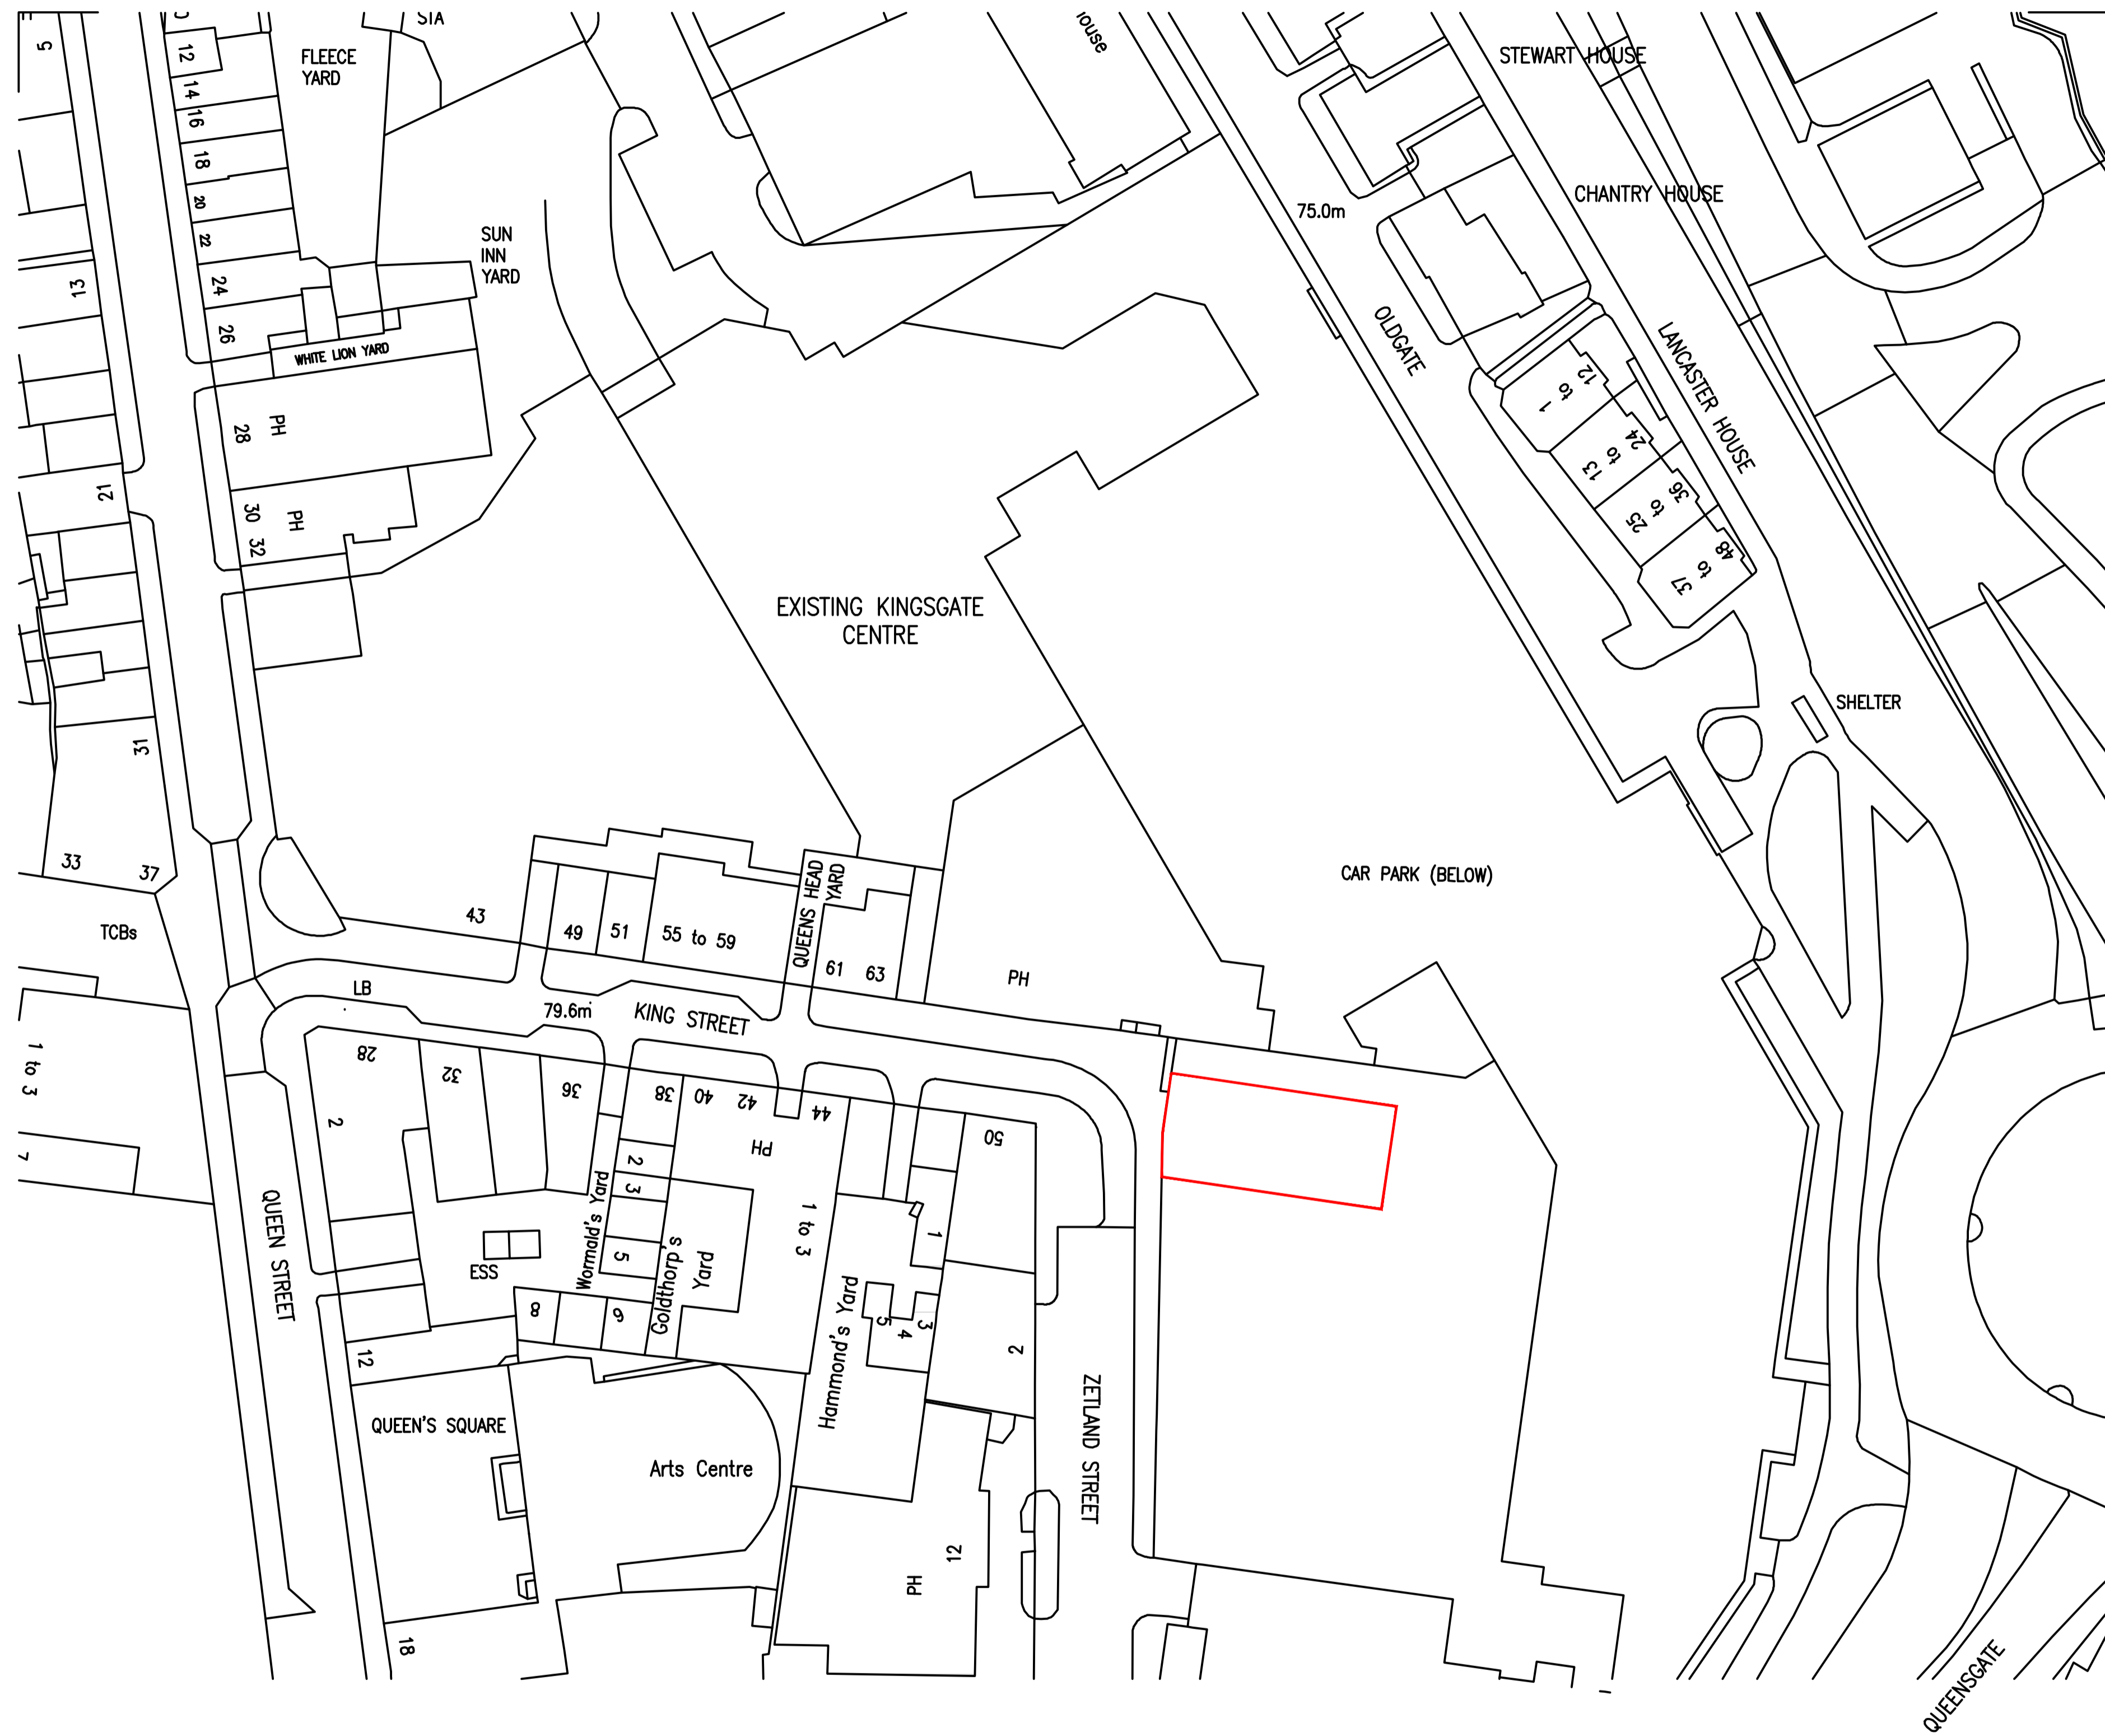 STA
5
12
14
16
18
20
22
24
26
FLEECE
YARD
ouse
STEWART HOUSE
CHANTRY HOUSE
75.0m
SUN
INN
YARD
13
WHITE LION YARD
OLDGATE
LANCASTER HOUSE
1 to 12
13 to 24
25 to 36
37 to 48
28
PH
21
30
32
PH
EXISTING KINGSGATE
CENTRE
SHELTER
31
33
37
CAR PARK (BELOW)
TCBs
43
49
51
55 to 59
QUEENS HEAD
YARD
61
63
PH
LB
79.6m
KING STREET
1 to 3
7
28
32
36
38
40
42
44
50
2
PH
2
3
5
Wormald's Yard
Goldthorp's
Yard
1 to 3
Hammond's Yard
1
5
4
3
2
QUEEN STREET
ESS
8
6
12
QUEEN'S SQUARE
Arts Centre
ZETLAND STREET
12
PH
18
QUEENSGATE